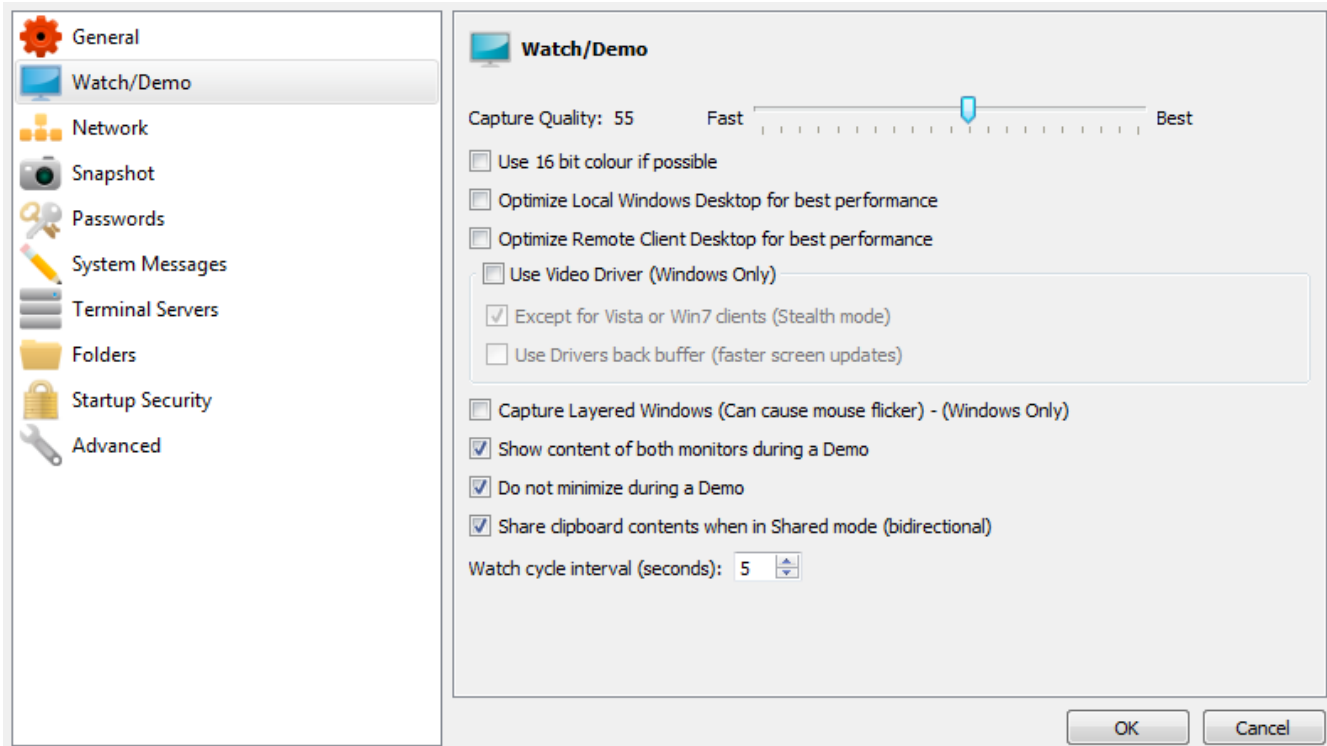 General
Watch/Demo
Network
Snapshot
Passwords
System Messages
Terminal Servers
Folders
Startup Security
Advanced
Watch/Demo
Capture Quality: 55 Fast Best
Use 16 bit colour if possible
Optimize Local Windows Desktop for best performance
Optimize Remote Client Desktop for best performance
Use Video Driver (Windows Only)
Except for Vista or Win7 clients (Stealth mode)
Use Drivers back buffer (faster screen updates)
Capture Layered Windows (Can cause mouse flicker) - (Windows Only)
Show content of both monitors during a Demo
Do not minimize during a Demo
Share clipboard contents when in Shared mode (bidirectional)
Watch cycle interval (seconds): 5
OK Cancel